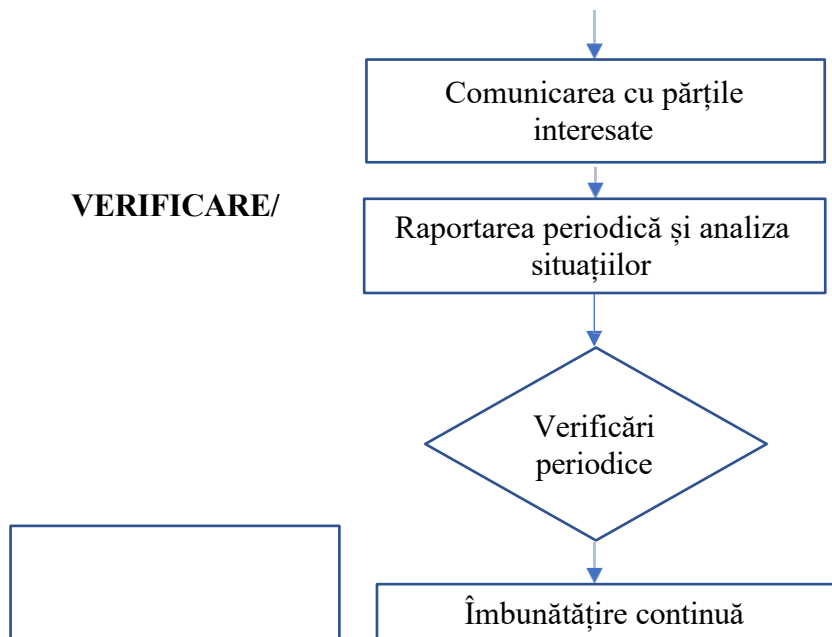 Comunicarea cu părțile
interesate
VERIFICARE/
Raportarea periodică și analiza
situațiilor
Verificări
periodice
Îmbunătățire continuă